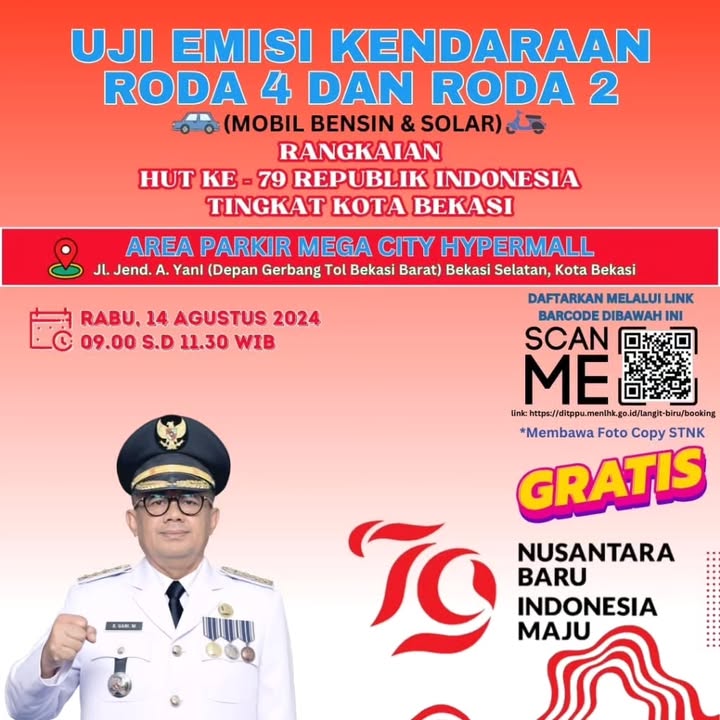 UJI EMISI KENDARAAN
RODA 4 DAN RODA 2
(MOBIL BENSIN & SOLAR)
RANGKAIAN
HUT KE - 79 REPUBLIK INDONESIA
TINGKAT KOTA BEKASI
AREA PARKIR MEGA CITY HYPERMALL
Jl. Jend. A. YanI (Depan Gerbang Tol Bekasi Barat) Bekasi Selatan, Kota Bekasi
RABU, 14 AGUSTUS 2024
09.00 S.D 11.30 WIB
DAFTARKAN MELALUI LINK
BARCODE DIBAWAH INI
SCAN
ME
link: https://ditppu.menlhk.go.id/langit-biru/booking
*Membawa Foto Copy STNK
GRATIS
79
NUSANTARA
BARU
INDONESIA
MAJU
R. GANI. M